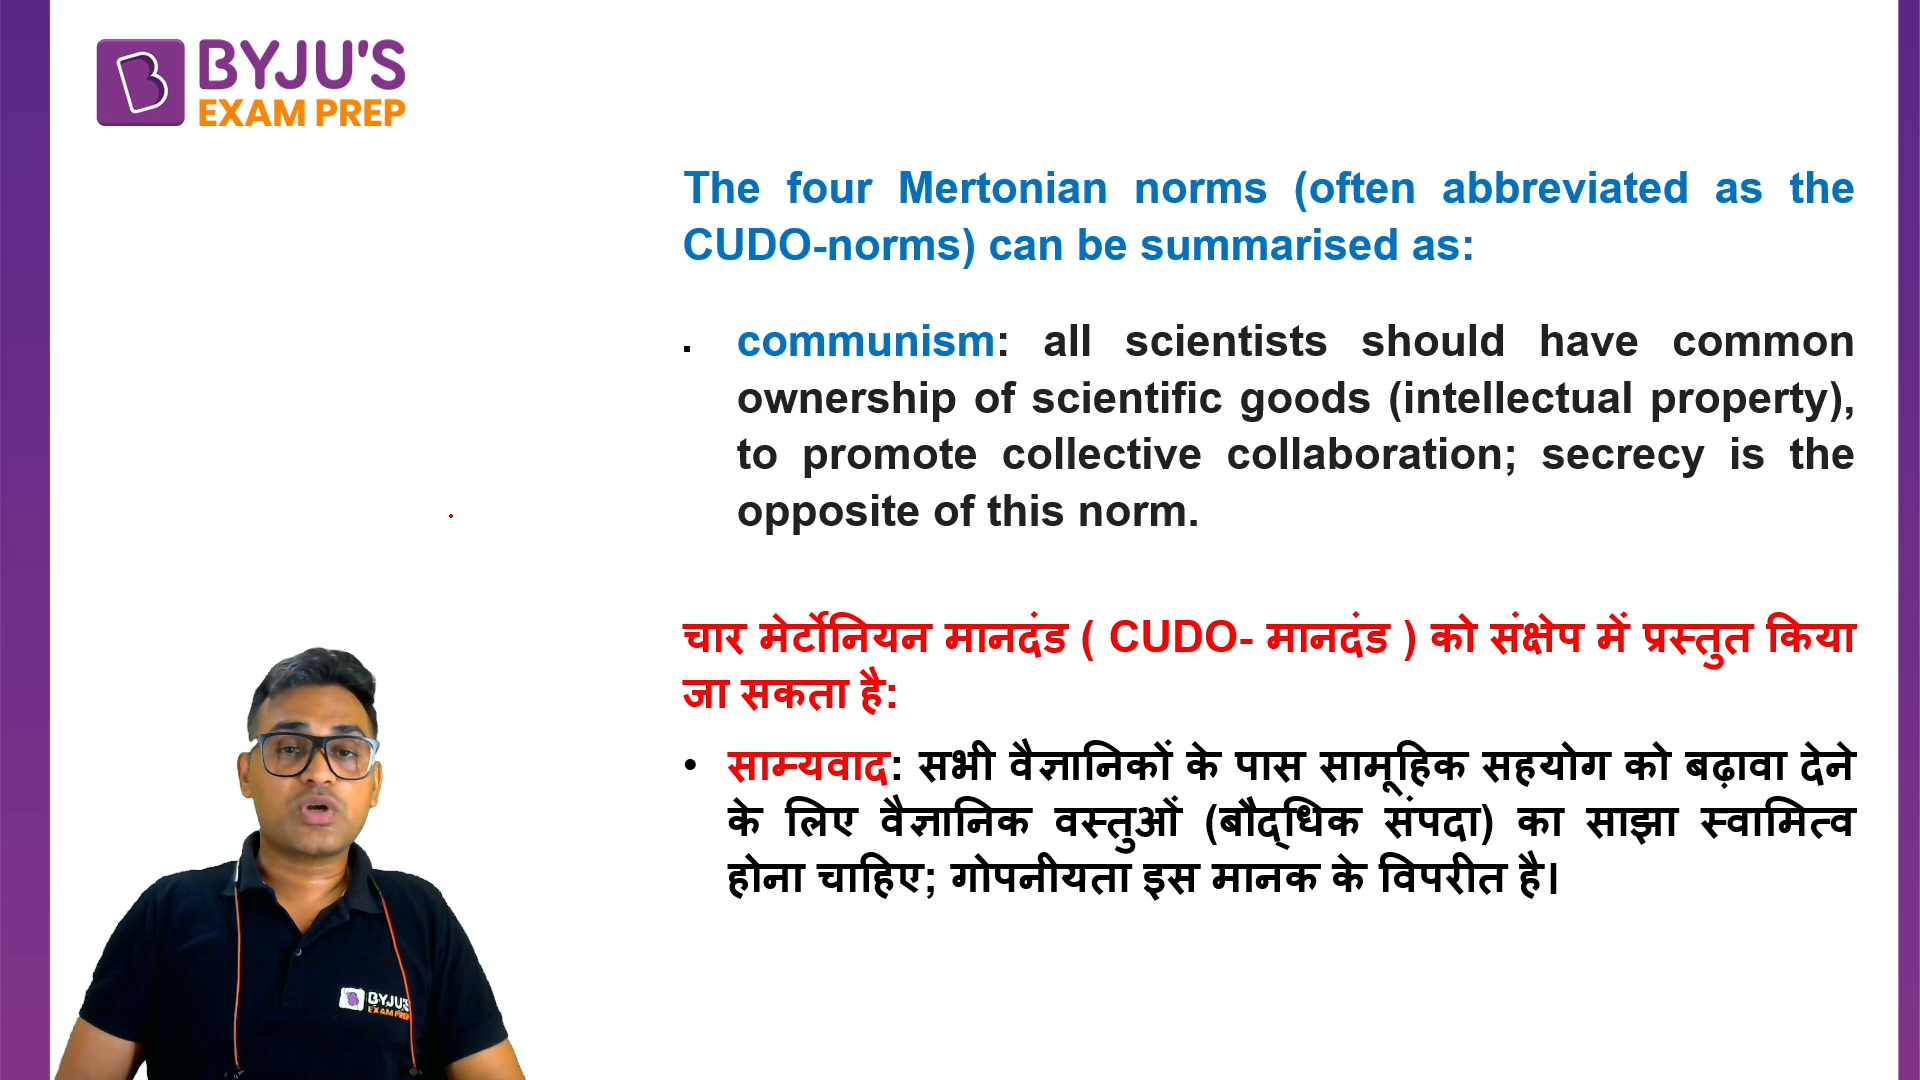 BYJU'S
EXAM PREP
The four Mertonian norms (often abbreviated as the
CUDO-norms) can be summarised as:
▪ communism: all scientists should have common
ownership of scientific goods (intellectual property),
to promote collective collaboration; secrecy is the
opposite of this norm.
चार मेर्टोनियन मानदंड ( CUDO- मानदंड ) को संक्षेप में प्रस्तुत किया
जा सकता है:
• साम्यवाद: सभी वैज्ञानिकों के पास सामूहिक सहयोग को बढ़ावा देने
के लिए वैज्ञानिक वस्तुओं (बौद्धिक संपदा) का साझा स्वामित्व
होना चाहिए; गोपनीयता इस मानक के विपरीत है।
BYJU'S
EXAM PREP